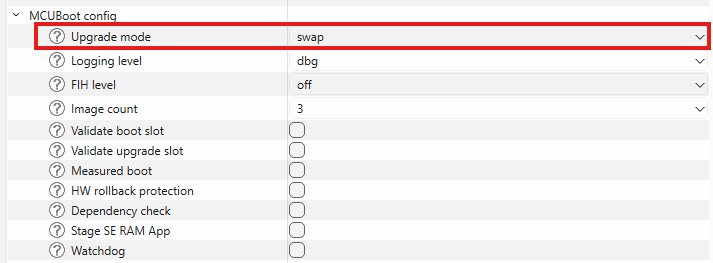 MCUBoot config
? Upgrade mode swap
? Logging level dbg
? FIH level off
? Image count 3
? Validate boot slot
? Validate upgrade slot
? Measured boot
? HW rollback protection
? Dependency check
? Stage SE RAM App
? Watchdog